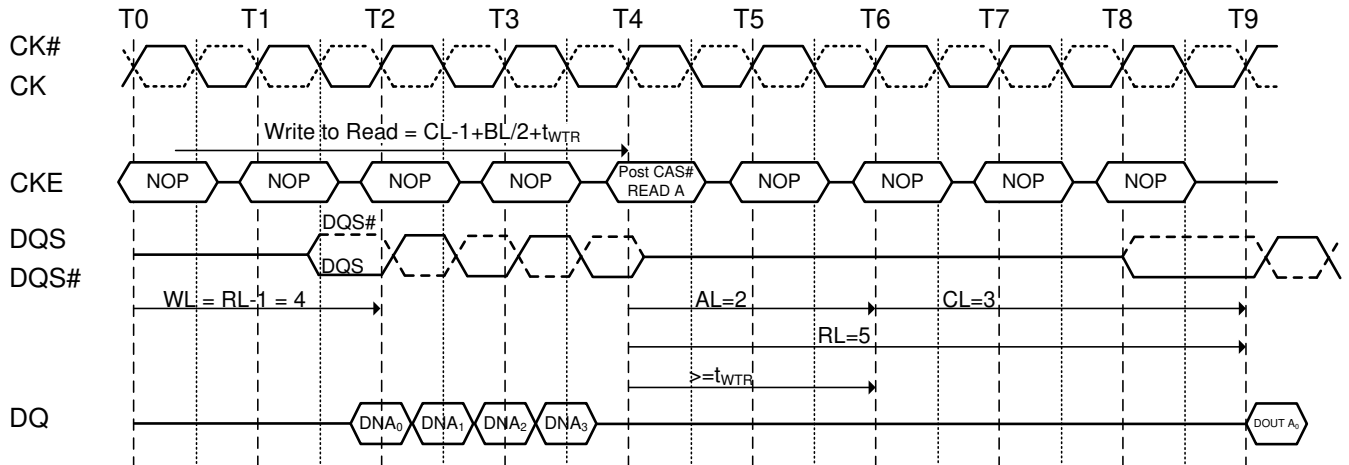 T0 T1 T2 T3 T4 T5 T6 T7 T8 T9
CK#
CK
Write to Read = CL-1+BL/2+tWTR
CKE NOP NOP NOP NOP Post CAS# READ A NOP NOP NOP NOP
DQS DQS#
DQS# DQS
WL = RL-1 = 4 AL=2 CL=3
RL=5
>=tWTR
DQ DNA0 DNA1 DNA2 DNA3 DOUT A0